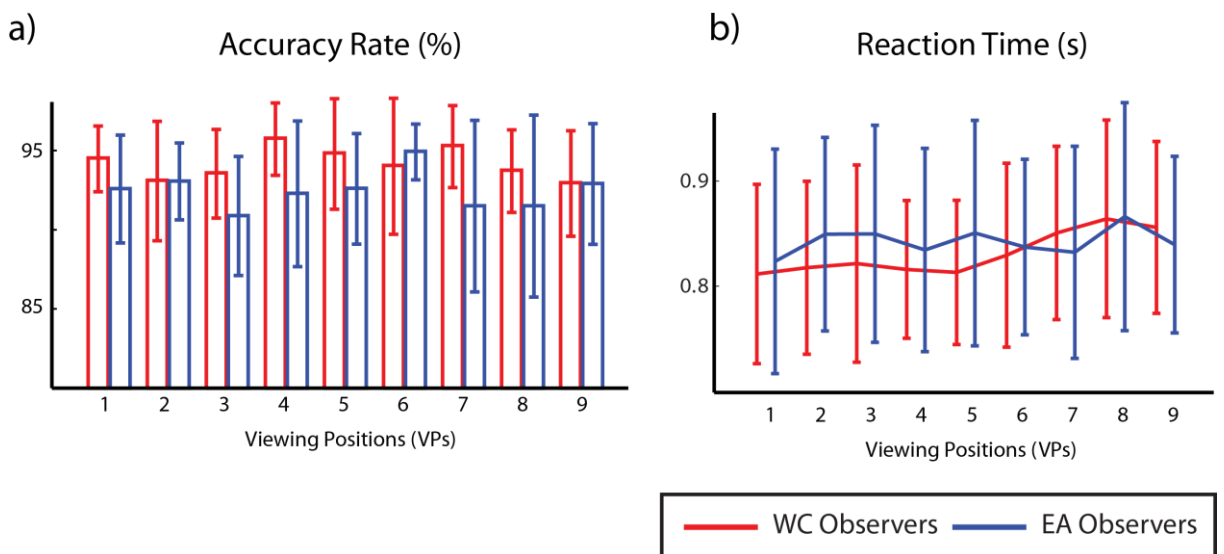 a)
Accuracy Rate (%)
95
85
1 2 3 4 5 6 7 8 9
Viewing Positions (VPs)
b)
Reaction Time (s)
0.9
0.8
1 2 3 4 5 6 7 8 9
Viewing Positions (VPs)
WC Observers EA Observers